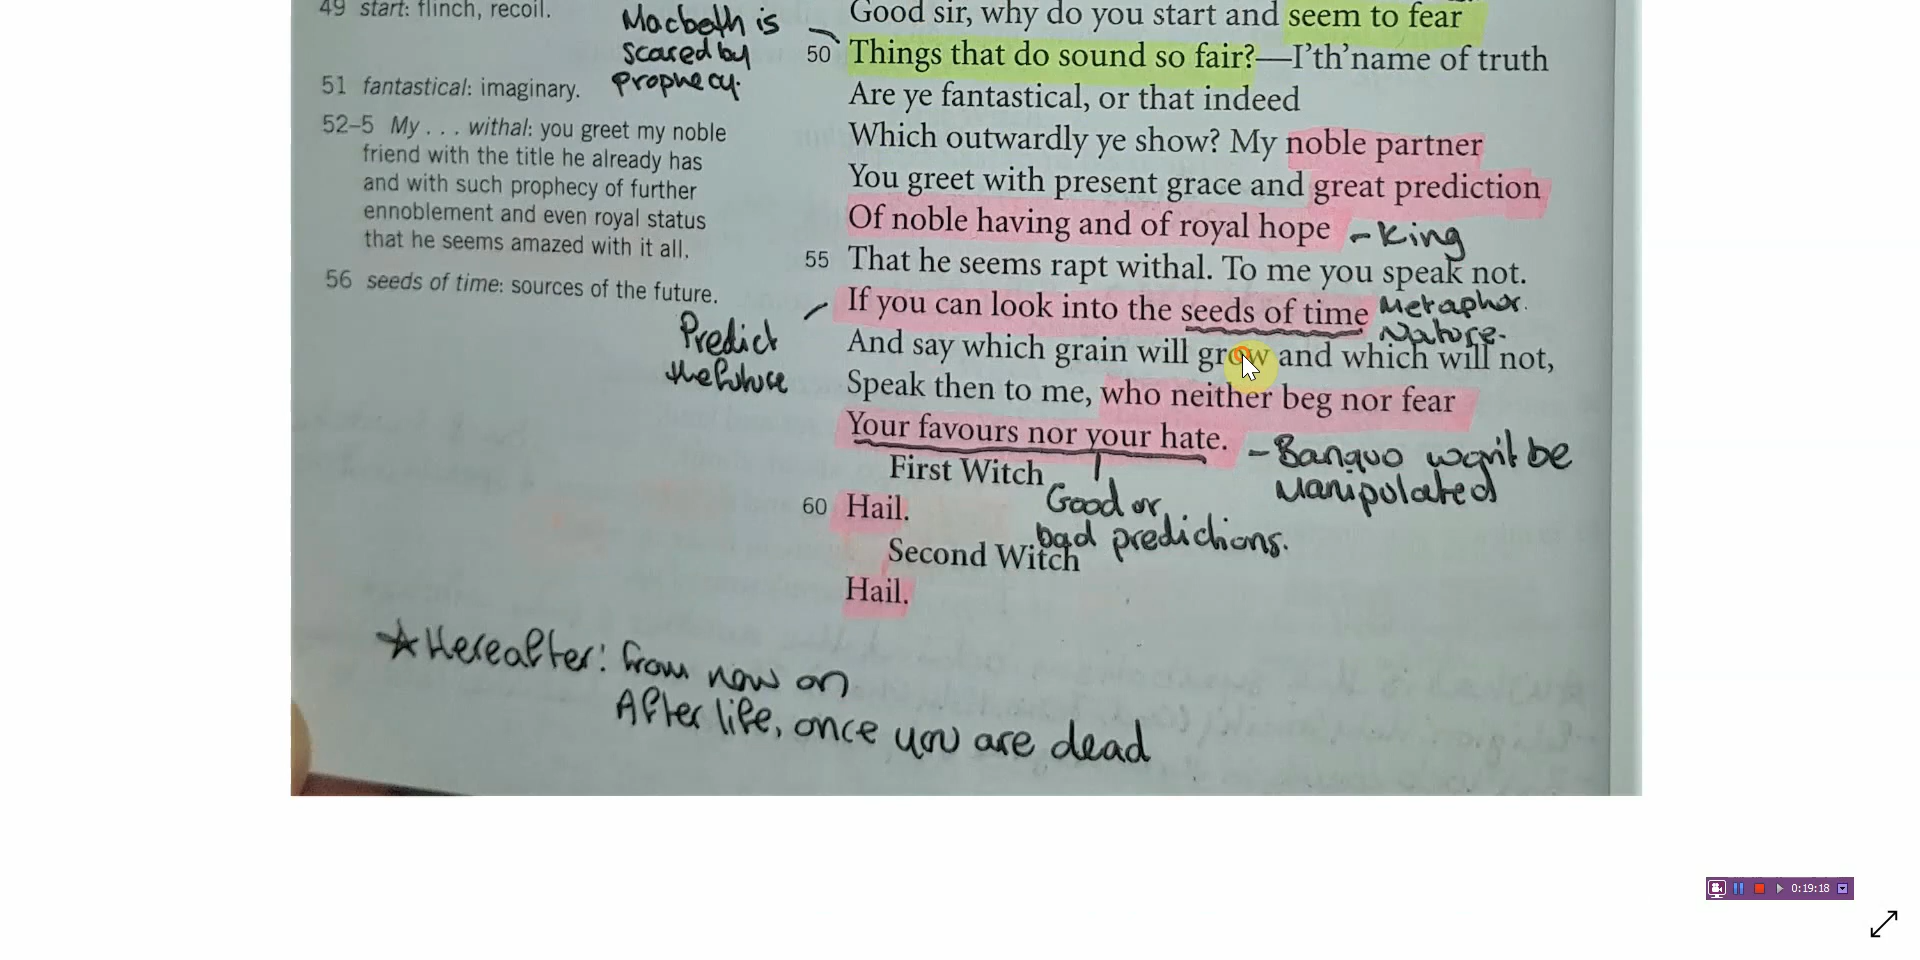 49 start: flinch, recoil.
Macbeth is
scared by
prophecy.
51 fantastical: imaginary.
52–5 My . . . withal: you greet my noble
friend with the title he already has
and with such prophecy of further
ennoblement and even royal status
that he seems amazed with it all.
56 seeds of time: sources of the future.
Predict
the future
Good sir, why do you start and seem to fear
50 Things that do sound so fair?—I'th'name of truth
Are ye fantastical, or that indeed
Which outwardly ye show? My noble partner
You greet with present grace and great prediction
Of noble having and of royal hope – King
55 That he seems rapt withal. To me you speak not.
If you can look into the seeds of time Metaphor.
Nature.
And say which grain will grow and which will not,
Speak then to me, who neither beg nor fear
Your favours nor your hate. – Banquo won't be
manipulated
First Witch
Good or
60 Hail.
bad predictions.
Second Witch
Hail.
Hereafter: from now on
After life, once you are dead
0:19:18